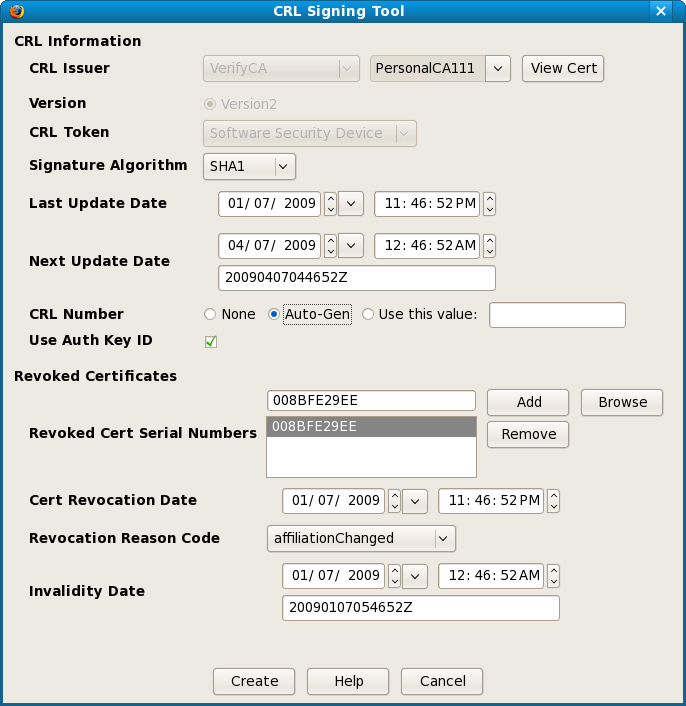 CRL Signing Tool
CRL Information
CRL Issuer VerifyCA PersonalCA111 View Cert
Version Version2
CRL Token Software Security Device
Signature Algorithm SHA1
Last Update Date 01/ 07/ 2009 11: 46: 52 PM
04/ 07/ 2009 12: 46: 52 AM
Next Update Date
20090407044652Z
CRL Number None Auto-Gen Use this value:
Use Auth Key ID
Revoked Certificates
008BFE29EE Add Browse
Revoked Cert Serial Numbers 008BFE29EE Remove
Cert Revocation Date 01/ 07/ 2009 11: 46: 52 PM
Revocation Reason Code affiliationChanged
01/ 07/ 2009 12: 46: 52 AM
Invalidity Date
20090107054652Z
Create Help Cancel